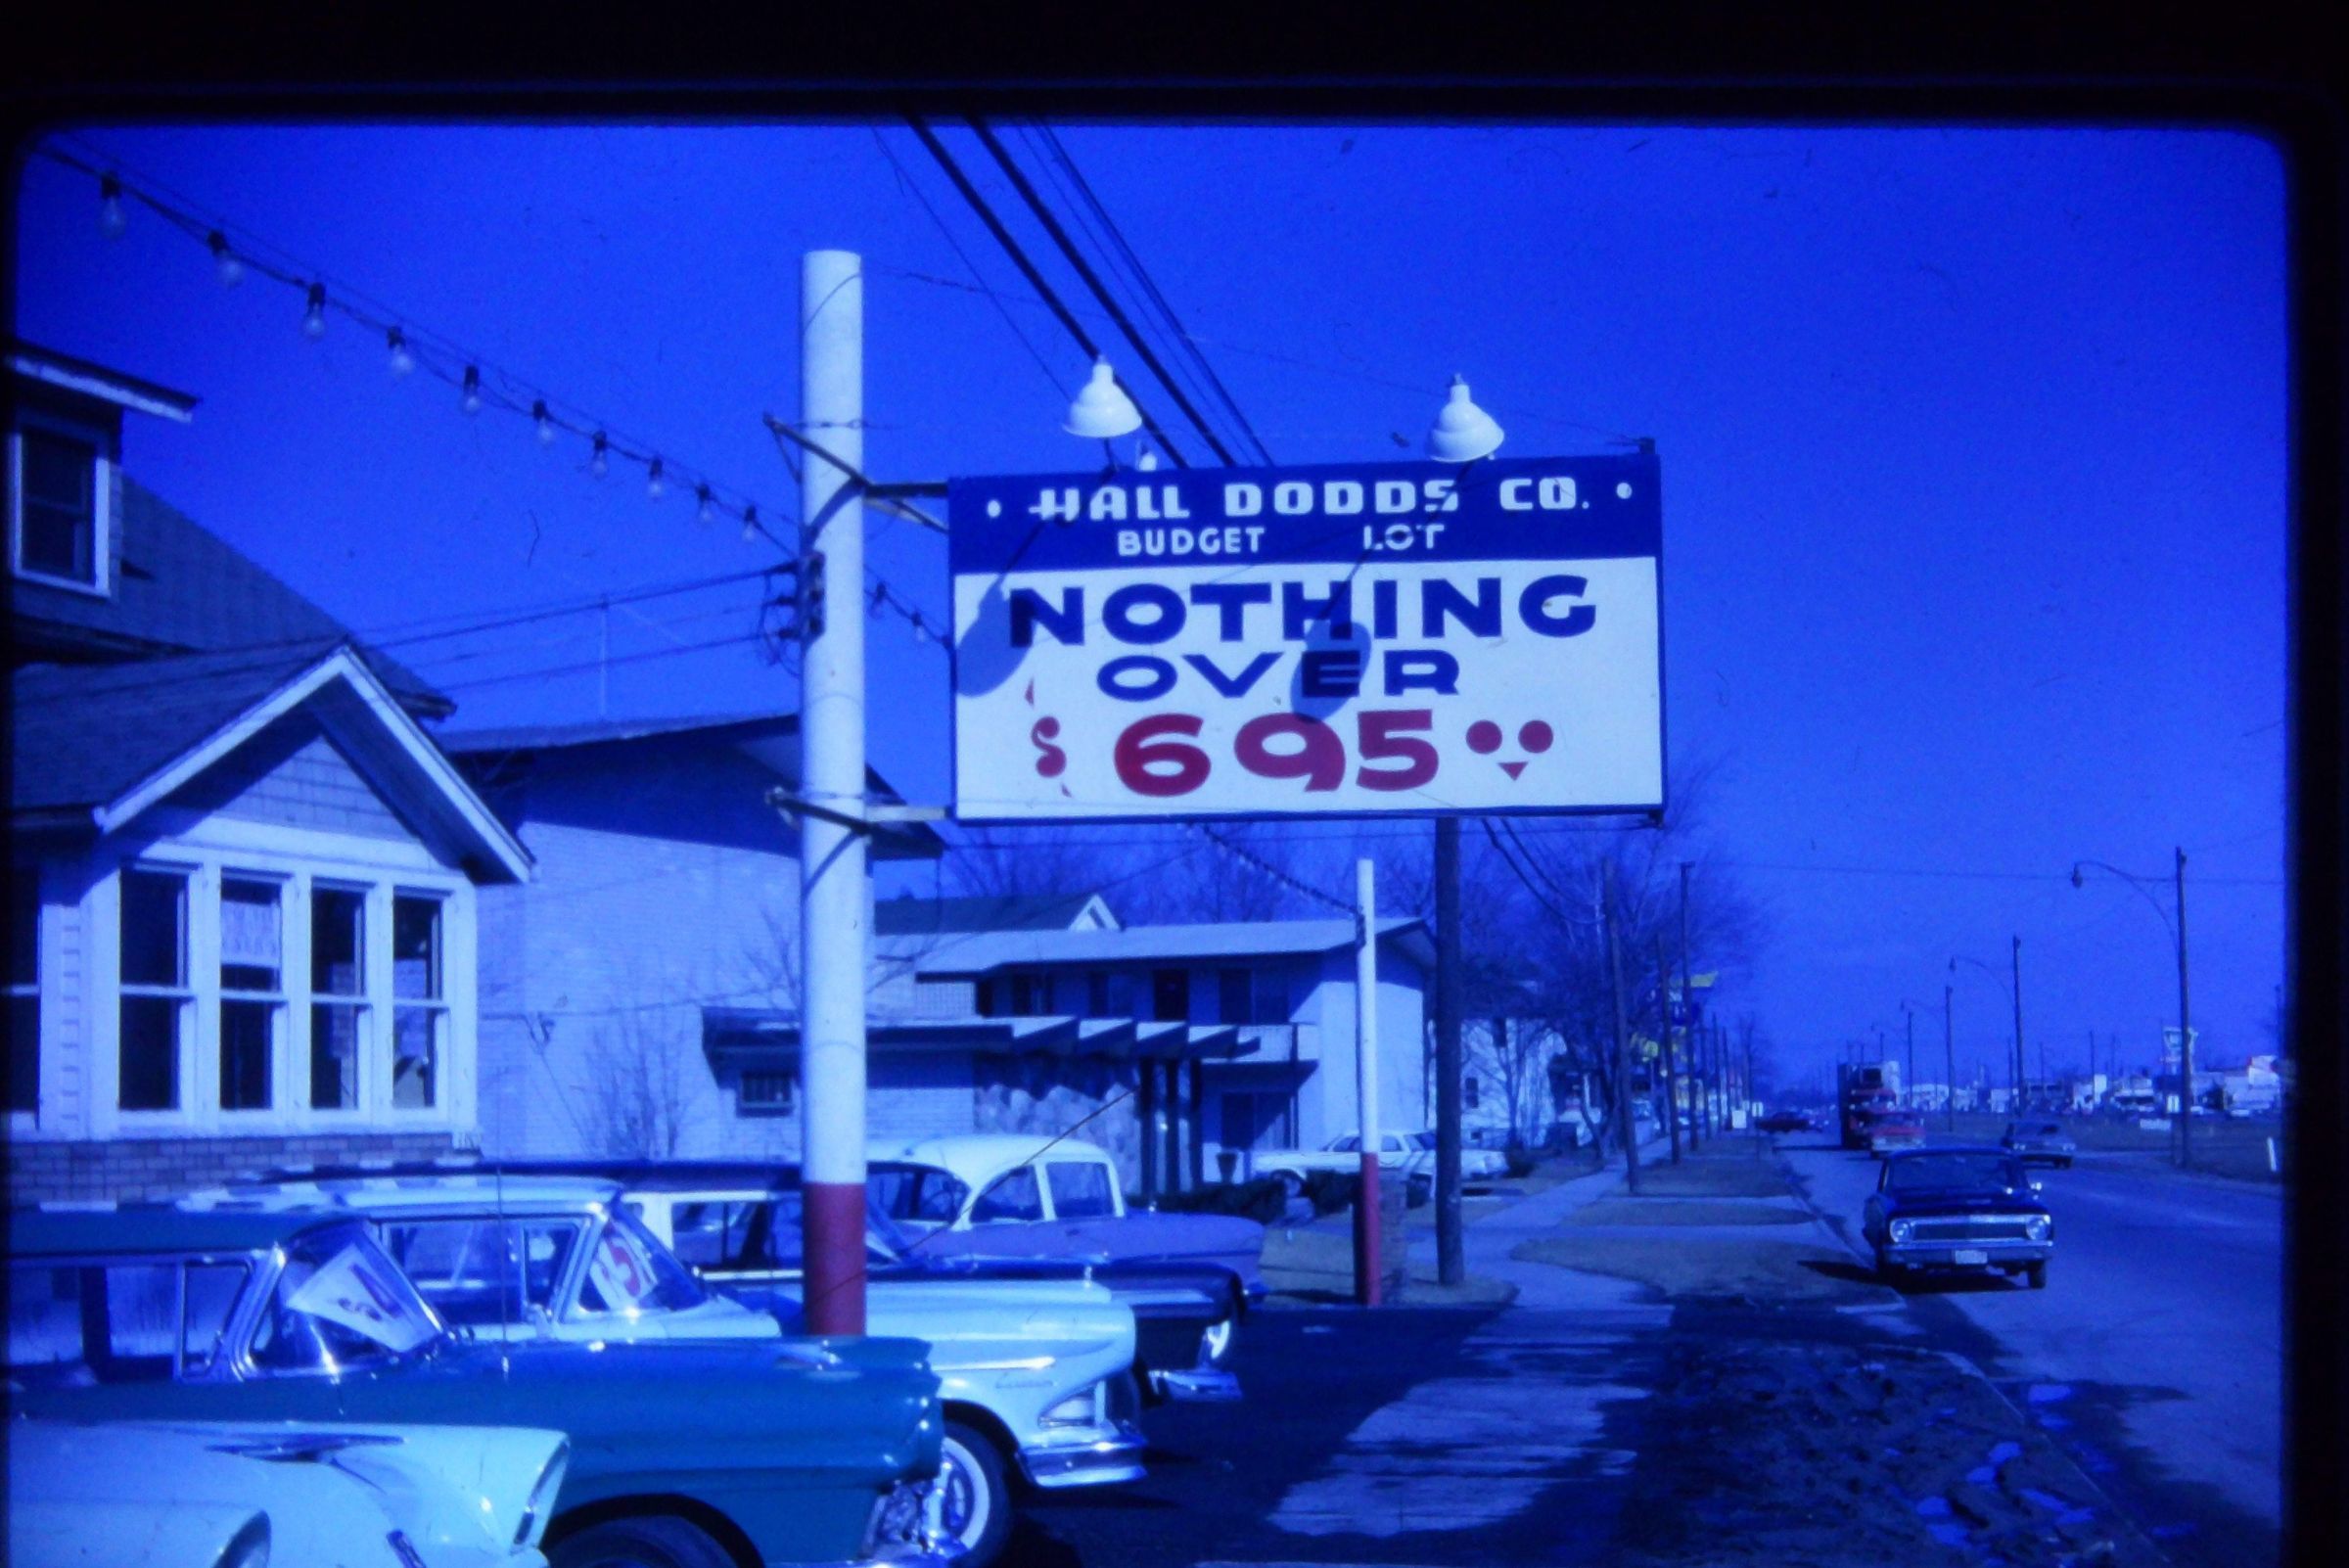 • HALL DODDS CO. •
BUDGET LOT
NOTHING
OVER
$ 695